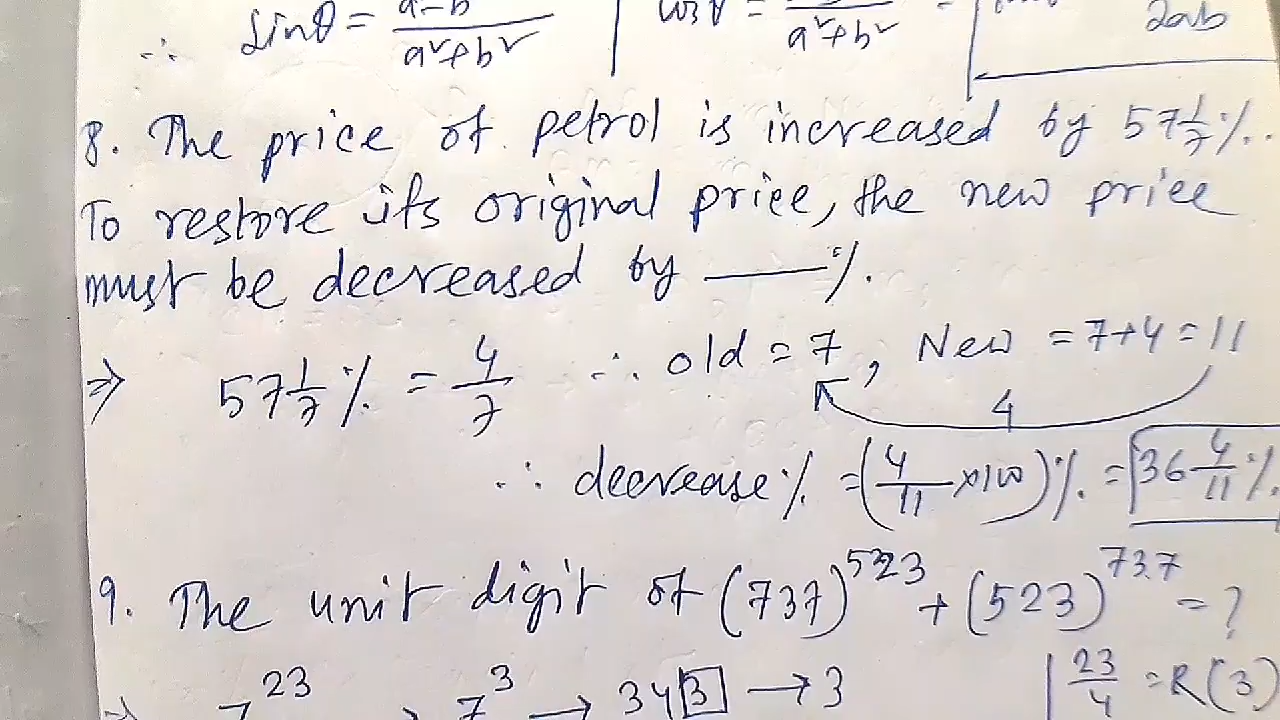 ∴ Sinθ = a-b / a²+b² | cosθ = / a²+b² = 2ab
8. The price of petrol is increased by 57 1/7 %.
To restore its original price, the new price
must be decreased by ——— %.
⇒ 57 1/7 % = 4/7 ∴ old = 7, New = 7+4 = 11
4
∴ decrease % = (4/11 ×100) % = 36 4/11 %
9. The unit digit of (737)^523 + (523)^737 = ?
⇒ 7^23 → 7^3 → 343 → 3 | 23/4 = R(3)